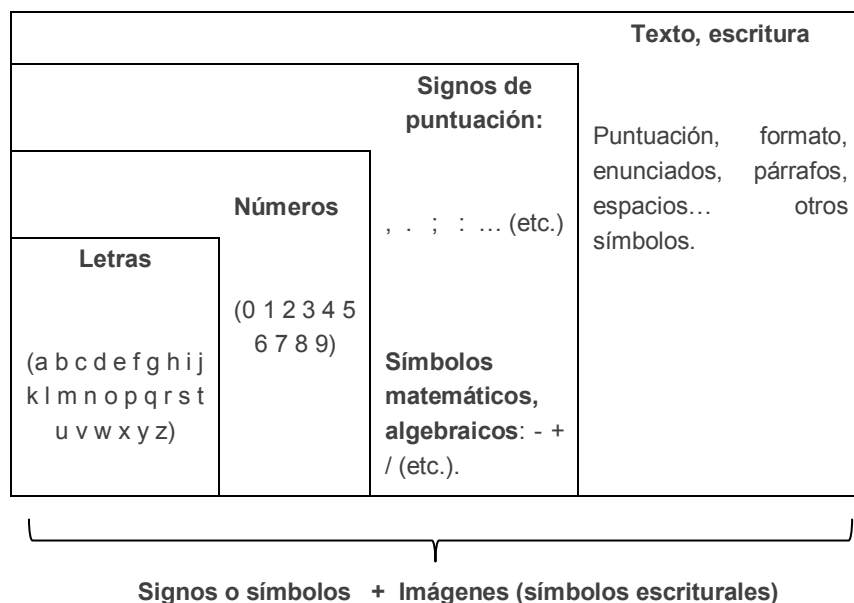 Texto, escritura
Puntuación, formato,
enunciados, párrafos,
espacios… otros
símbolos.
Signos de
puntuación:
, . ; : … (etc.)
Símbolos
matemáticos,
algebraicos: - +
/ (etc.).
Números
(0 1 2 3 4 5
6 7 8 9)
Letras
(a b c d e f g h i j
k l m n o p q r s t
u v w x y z)
Signos o símbolos + Imágenes (símbolos escriturales)